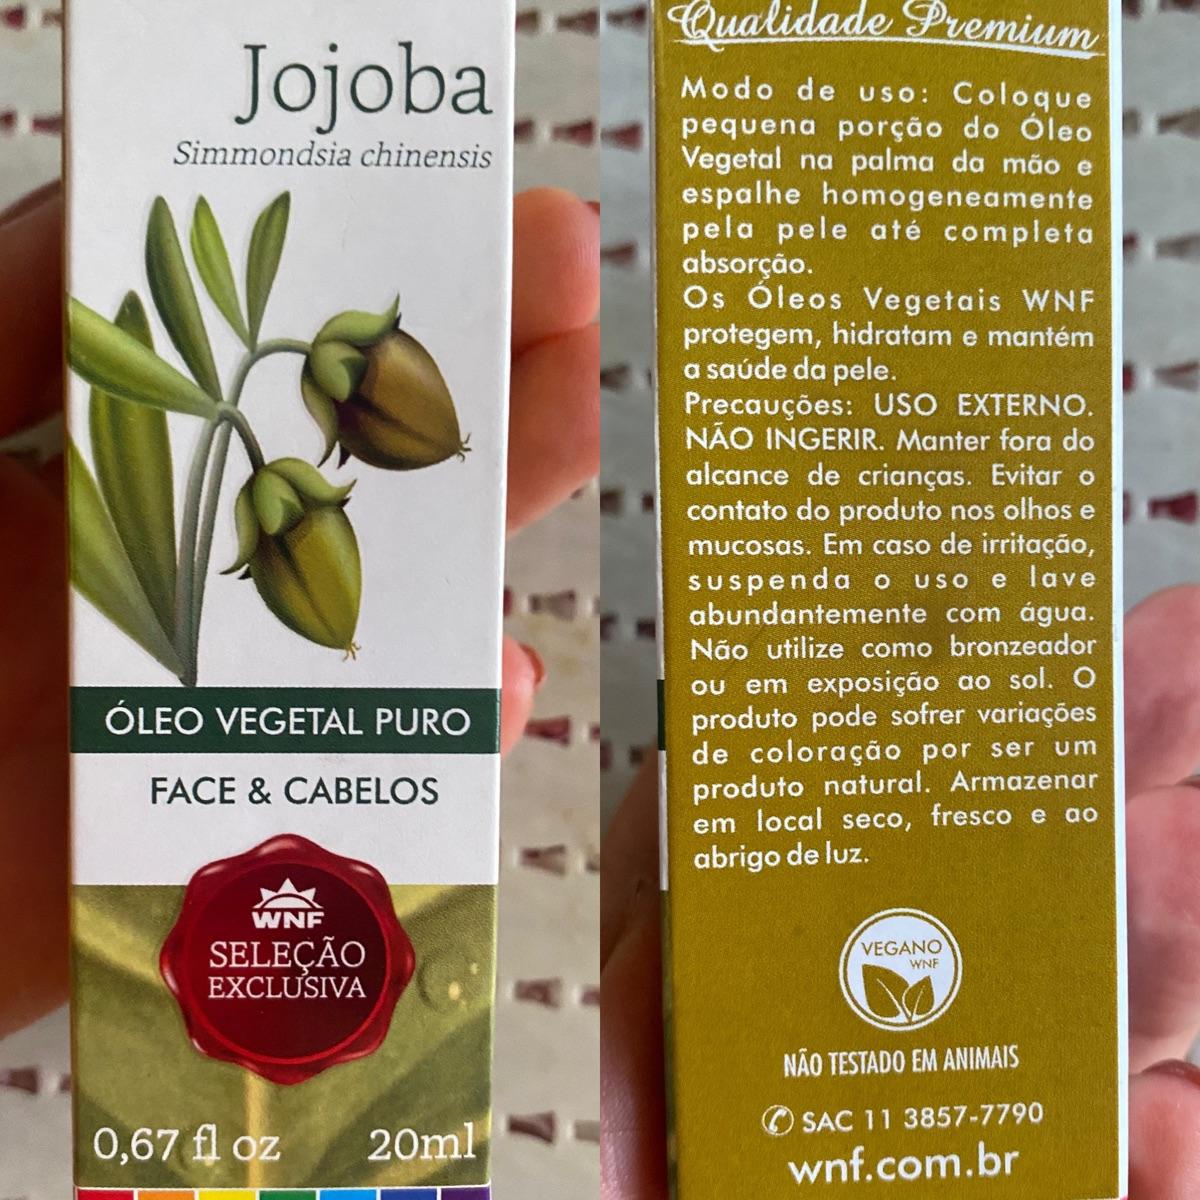 Jojoba
Simmondsia chinensis
ÓLEO VEGETAL PURO
FACE & CABELOS
WNF
SELEÇÃO
EXCLUSIVA
0,67 fl oz 20ml
Qualidade Premium
Modo de uso: Coloque
pequena porção do Óleo
Vegetal na palma da mão e
espalhe homogeneamente
pela pele até completa
absorção.
Os Óleos Vegetais WNF
protegem, hidratam e mantém
a saúde da pele.
Precauções: USO EXTERNO.
NÃO INGERIR. Manter fora do
alcance de crianças. Evitar o
contato do produto nos olhos e
mucosas. Em caso de irritação,
suspenda o uso e lave
abundantemente com água.
Não utilize como bronzeador
ou em exposição ao sol. O
produto pode sofrer variações
de coloração por ser um
produto natural. Armazenar
em local seco, fresco e ao
abrigo de luz.
VEGANO
WNF
NÃO TESTADO EM ANIMAIS
SAC 11 3857-7790
wnf.com.br